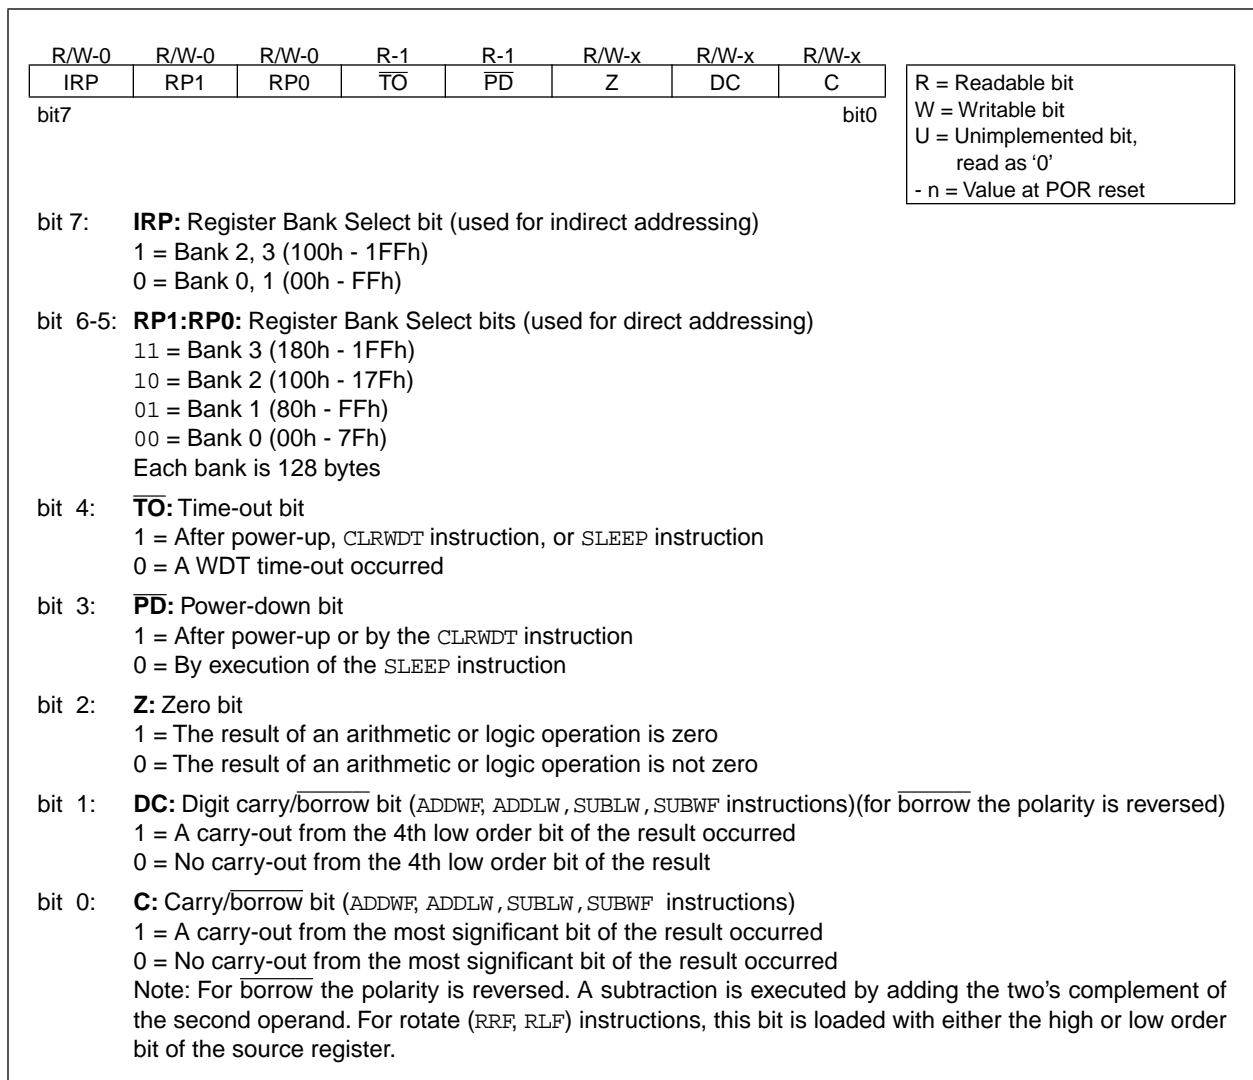 R/W-0 R/W-0 R/W-0 R-1 R-1 R/W-x R/W-x R/W-x
IRP RP1 RP0 T̅O̅ P̅D̅ Z DC C
bit7 bit0
R = Readable bit
W = Writable bit
U = Unimplemented bit,
read as ‘0’
- n = Value at POR reset
bit 7: IRP: Register Bank Select bit (used for indirect addressing)
1 = Bank 2, 3 (100h - 1FFh)
0 = Bank 0, 1 (00h - FFh)
bit 6-5: RP1:RP0: Register Bank Select bits (used for direct addressing)
11 = Bank 3 (180h - 1FFh)
10 = Bank 2 (100h - 17Fh)
01 = Bank 1 (80h - FFh)
00 = Bank 0 (00h - 7Fh)
Each bank is 128 bytes
bit 4: T̅O̅: Time-out bit
1 = After power-up, CLRWDT instruction, or SLEEP instruction
0 = A WDT time-out occurred
bit 3: P̅D̅: Power-down bit
1 = After power-up or by the CLRWDT instruction
0 = By execution of the SLEEP instruction
bit 2: Z: Zero bit
1 = The result of an arithmetic or logic operation is zero
0 = The result of an arithmetic or logic operation is not zero
bit 1: DC: Digit carry/b̅o̅r̅r̅o̅w̅ bit (ADDWF, ADDLW,SUBLW,SUBWF instructions)(for b̅o̅r̅r̅o̅w̅ the polarity is reversed)
1 = A carry-out from the 4th low order bit of the result occurred
0 = No carry-out from the 4th low order bit of the result
bit 0: C: Carry/b̅o̅r̅r̅o̅w̅ bit (ADDWF, ADDLW,SUBLW,SUBWF instructions)
1 = A carry-out from the most significant bit of the result occurred
0 = No carry-out from the most significant bit of the result occurred
Note: For b̅o̅r̅r̅o̅w̅ the polarity is reversed. A subtraction is executed by adding the two’s complement of
the second operand. For rotate (RRF, RLF) instructions, this bit is loaded with either the high or low order
bit of the source register.